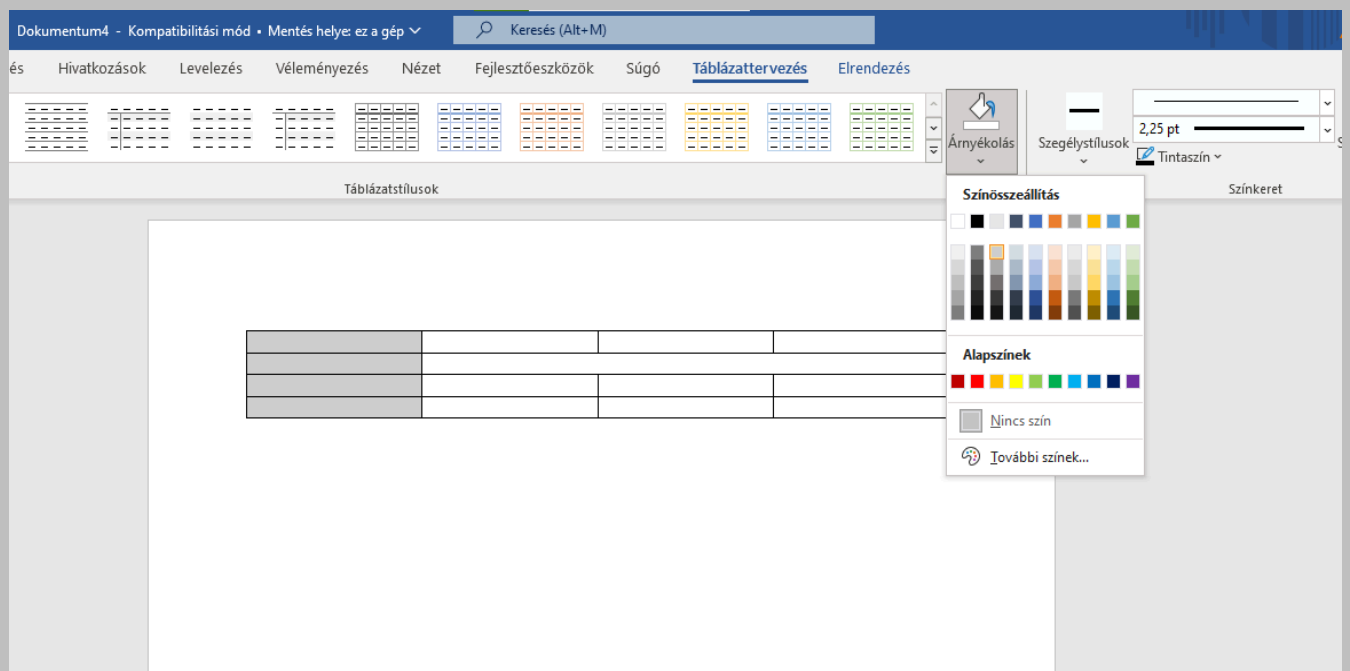 Dokumentum4 - Kompatibilitási mód • Mentés helye: ez a gép
Keresés (Alt+M)
és Hivatkozások Levelezés Véleményezés Nézet Fejlesztőeszközök Súgó Táblázattervezés Elrendezés
Árnyékolás
Szegélystílusok
2,25 pt
Tintaszín
Táblázatstílusok
Színkeret
Színösszeállítás
Alapszínek
Nincs szín
További színek...